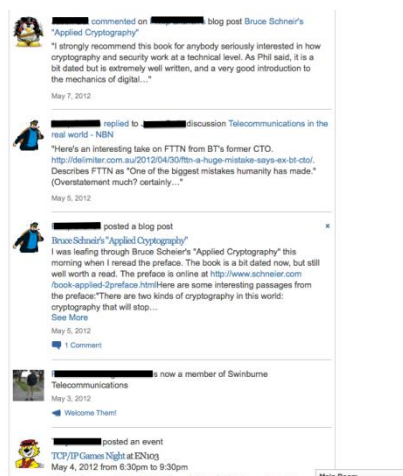 commented on blog post Bruce Schneir's
"Applied Cryptography"
"I strongly recommend this book for anybody seriously interested in how
cryptography and security work at a technical level. As Phil said, it is a
bit dated but is extremely well written, and a very good introduction to
the mechanics of digital..."
May 7, 2012
replied to discussion Telecommunications in the
real world - NBN
"Here's an interesting take on FTTN from BT's former CTO.
http://delimiter.com.au/2012/04/30/fttn-a-huge-mistake-says-ex-bt-cto/.
Describes FTTN as "One of the biggest mistakes humanity has made."
(Overstatement much? certainly..."
May 5, 2012
posted a blog post x
Bruce Schneir's "Applied Cryptography"
I was leafing through Bruce Scheier's "Applied Cryptography" this
morning when I reread the preface. The book is a bit dated now, but still
well worth a read. The preface is online at http://www.schneier.com
/book-applied-2preface.htmlHere are some interesting passages from
the preface:"There are two kinds of cryptography in this world:
cryptography that will stop…
See More
May 5, 2012
1 Comment
s now a member of Swinburne
Telecommunications
May 3, 2012
Welcome Them!
posted an event
TCP/IP Games Night at EN103
May 4, 2012 from 6:30pm to 9:30pm